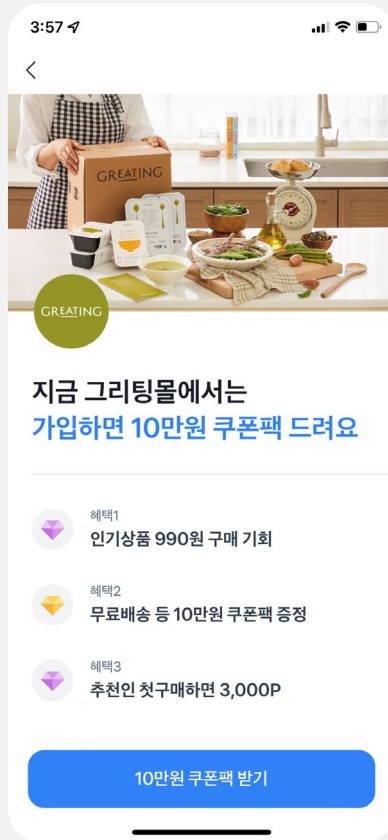 3:57
GREATING
GREATING
지금 그리팅몰에서는
가입하면 10만원 쿠폰팩 드려요
혜택1
인기상품 990원 구매 기회
혜택2
무료배송 등 10만원 쿠폰팩 증정
혜택3
추천인 첫구매하면 3,000P
10만원 쿠폰팩 받기